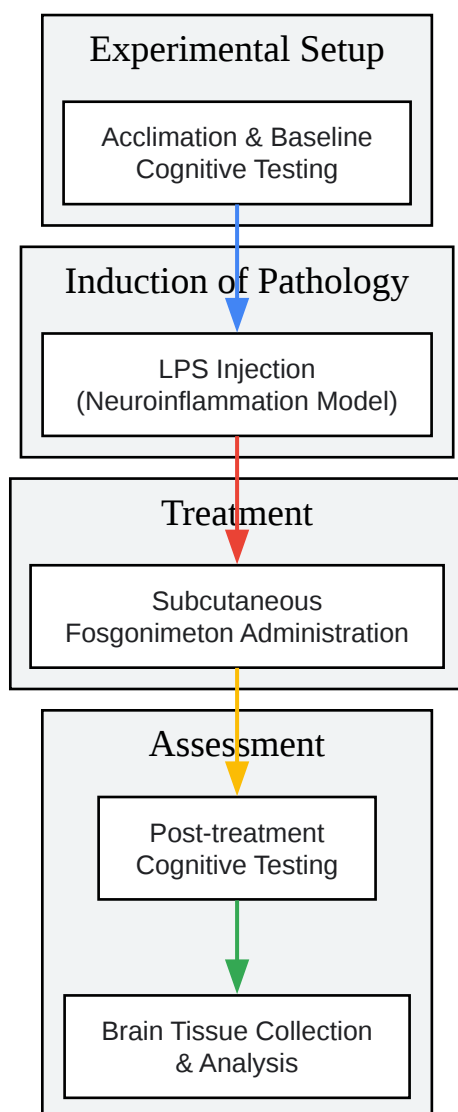 Experimental Setup
Acclimation & Baseline
Cognitive Testing
Induction of Pathology
LPS Injection
(Neuroinflammation Model)
Treatment
Subcutaneous
Fosgonimeton Administration
Assessment
Post-treatment
Cognitive Testing
Brain Tissue Collection
& Analysis